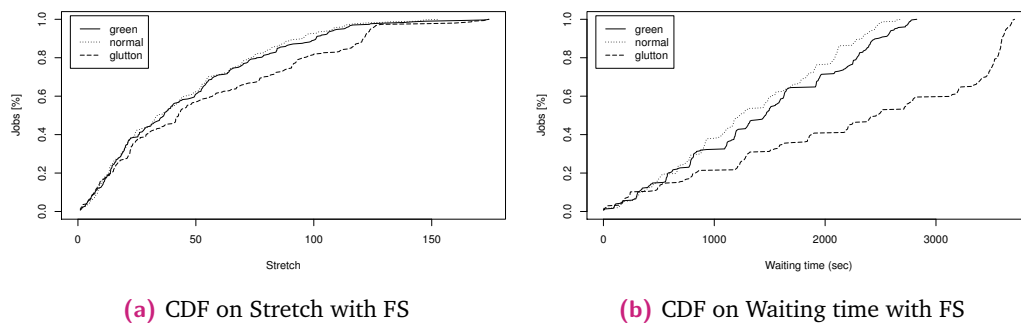 1.0
0.8
0.6
0.4
0.2
0.0
Jobs [%]
green
normal
glutton
0 50 100 150
Stretch
1.0
0.8
0.6
0.4
0.2
0.0
Jobs [%]
green
normal
glutton
0 1000 2000 3000
Waiting time (sec)
(a) CDF on Stretch with FS
(b) CDF on Waiting time with FS